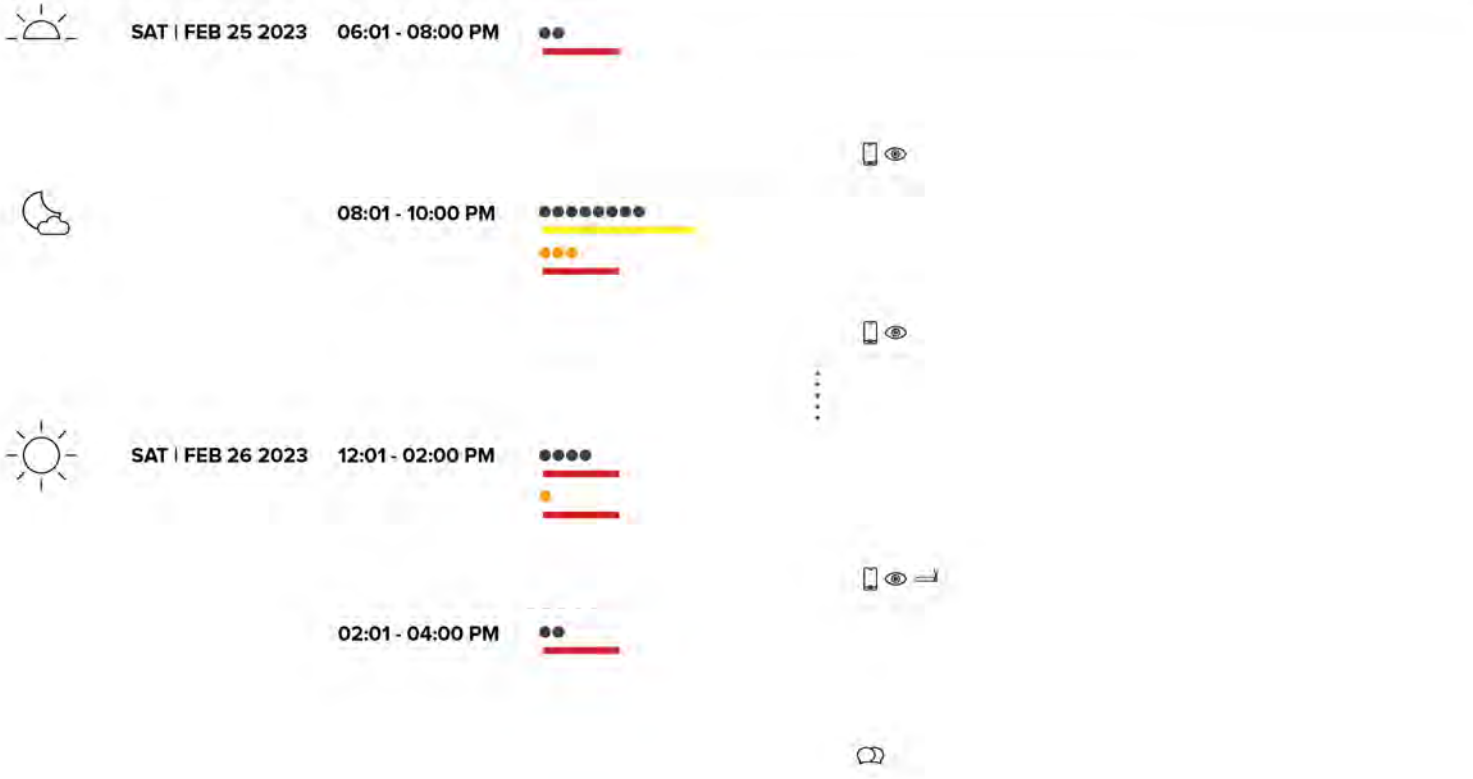 SAT | FEB 25 2023 06:01 - 08:00 PM
08:01 - 10:00 PM
SAT | FEB 26 2023 12:01 - 02:00 PM
02:01 - 04:00 PM